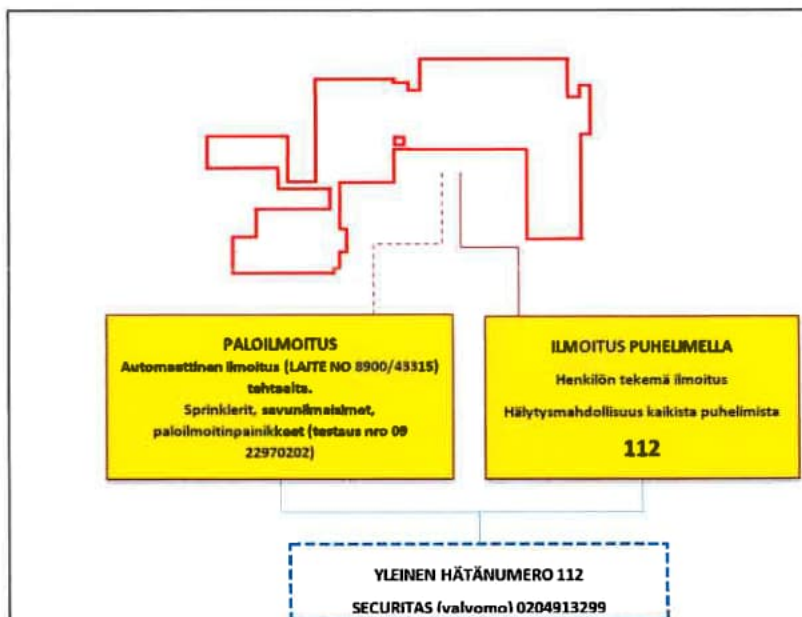 PALOILMOITUS
Automaattinen ilmoitus (LAITE NO 8900/43315)
tehtaalta.
Sprinklerit, savunilmaisimet,
paloilmoitinpainikkeet (testaus nro 09
22970202)
ILMOITUS PUHELIMELLA
Henkilön tekemä ilmoitus
Hälytysmahdollisuus kaikista puhelimista
112
YLEINEN HÄTÄNUMERO 112
SECURITAS (valvomo) 0204913299